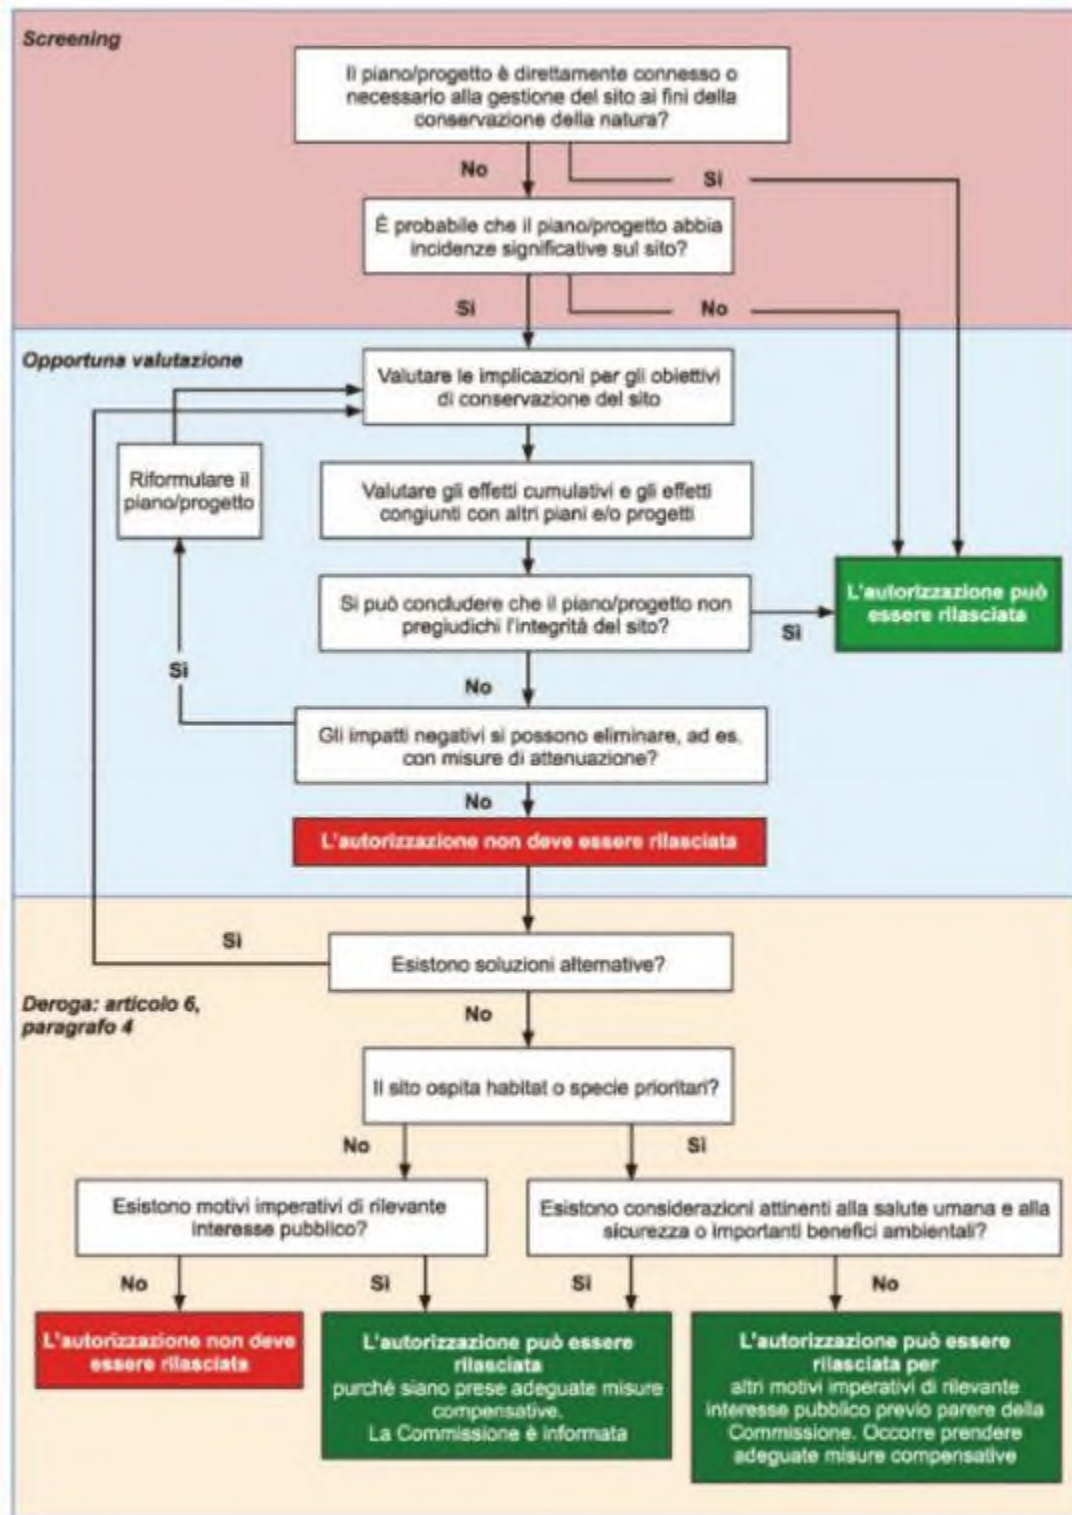 Screening
Il piano/progetto è direttamente connesso o
necessario alla gestione del sito ai fini della
conservazione della natura?
No
Sì
È probabile che il piano/progetto abbia
incidenze significative sul sito?
Sì
No
Opportuna valutazione
Valutare le implicazioni per gli obiettivi
di conservazione del sito
Riformulare il
piano/progetto
Valutare gli effetti cumulativi e gli effetti
congiunti con altri piani e/o progetti
Si può concludere che il piano/progetto non
pregiudichi l'integrità del sito?
Sì
L'autorizzazione può
essere rilasciata
Sì
No
Gli impatti negativi si possono eliminare, ad es.
con misure di attenuazione?
No
L'autorizzazione non deve essere rilasciata
Sì
Esistono soluzioni alternative?
Deroga: articolo 6,
paragrafo 4
No
Il sito ospita habitat o specie prioritari?
No
Sì
Esistono motivi imperativi di rilevante
interesse pubblico?
Esistono considerazioni attinenti alla salute umana e alla
sicurezza o importanti benefici ambientali?
No
Sì
Sì
No
L'autorizzazione non deve
essere rilasciata
L'autorizzazione può essere
rilasciata
purché siano prese adeguate misure
compensative.
La Commissione è informata
L'autorizzazione può essere
rilasciata per
altri motivi imperativi di rilevante
interesse pubblico previo parere della
Commissione. Occorre prendere
adeguate misure compensative